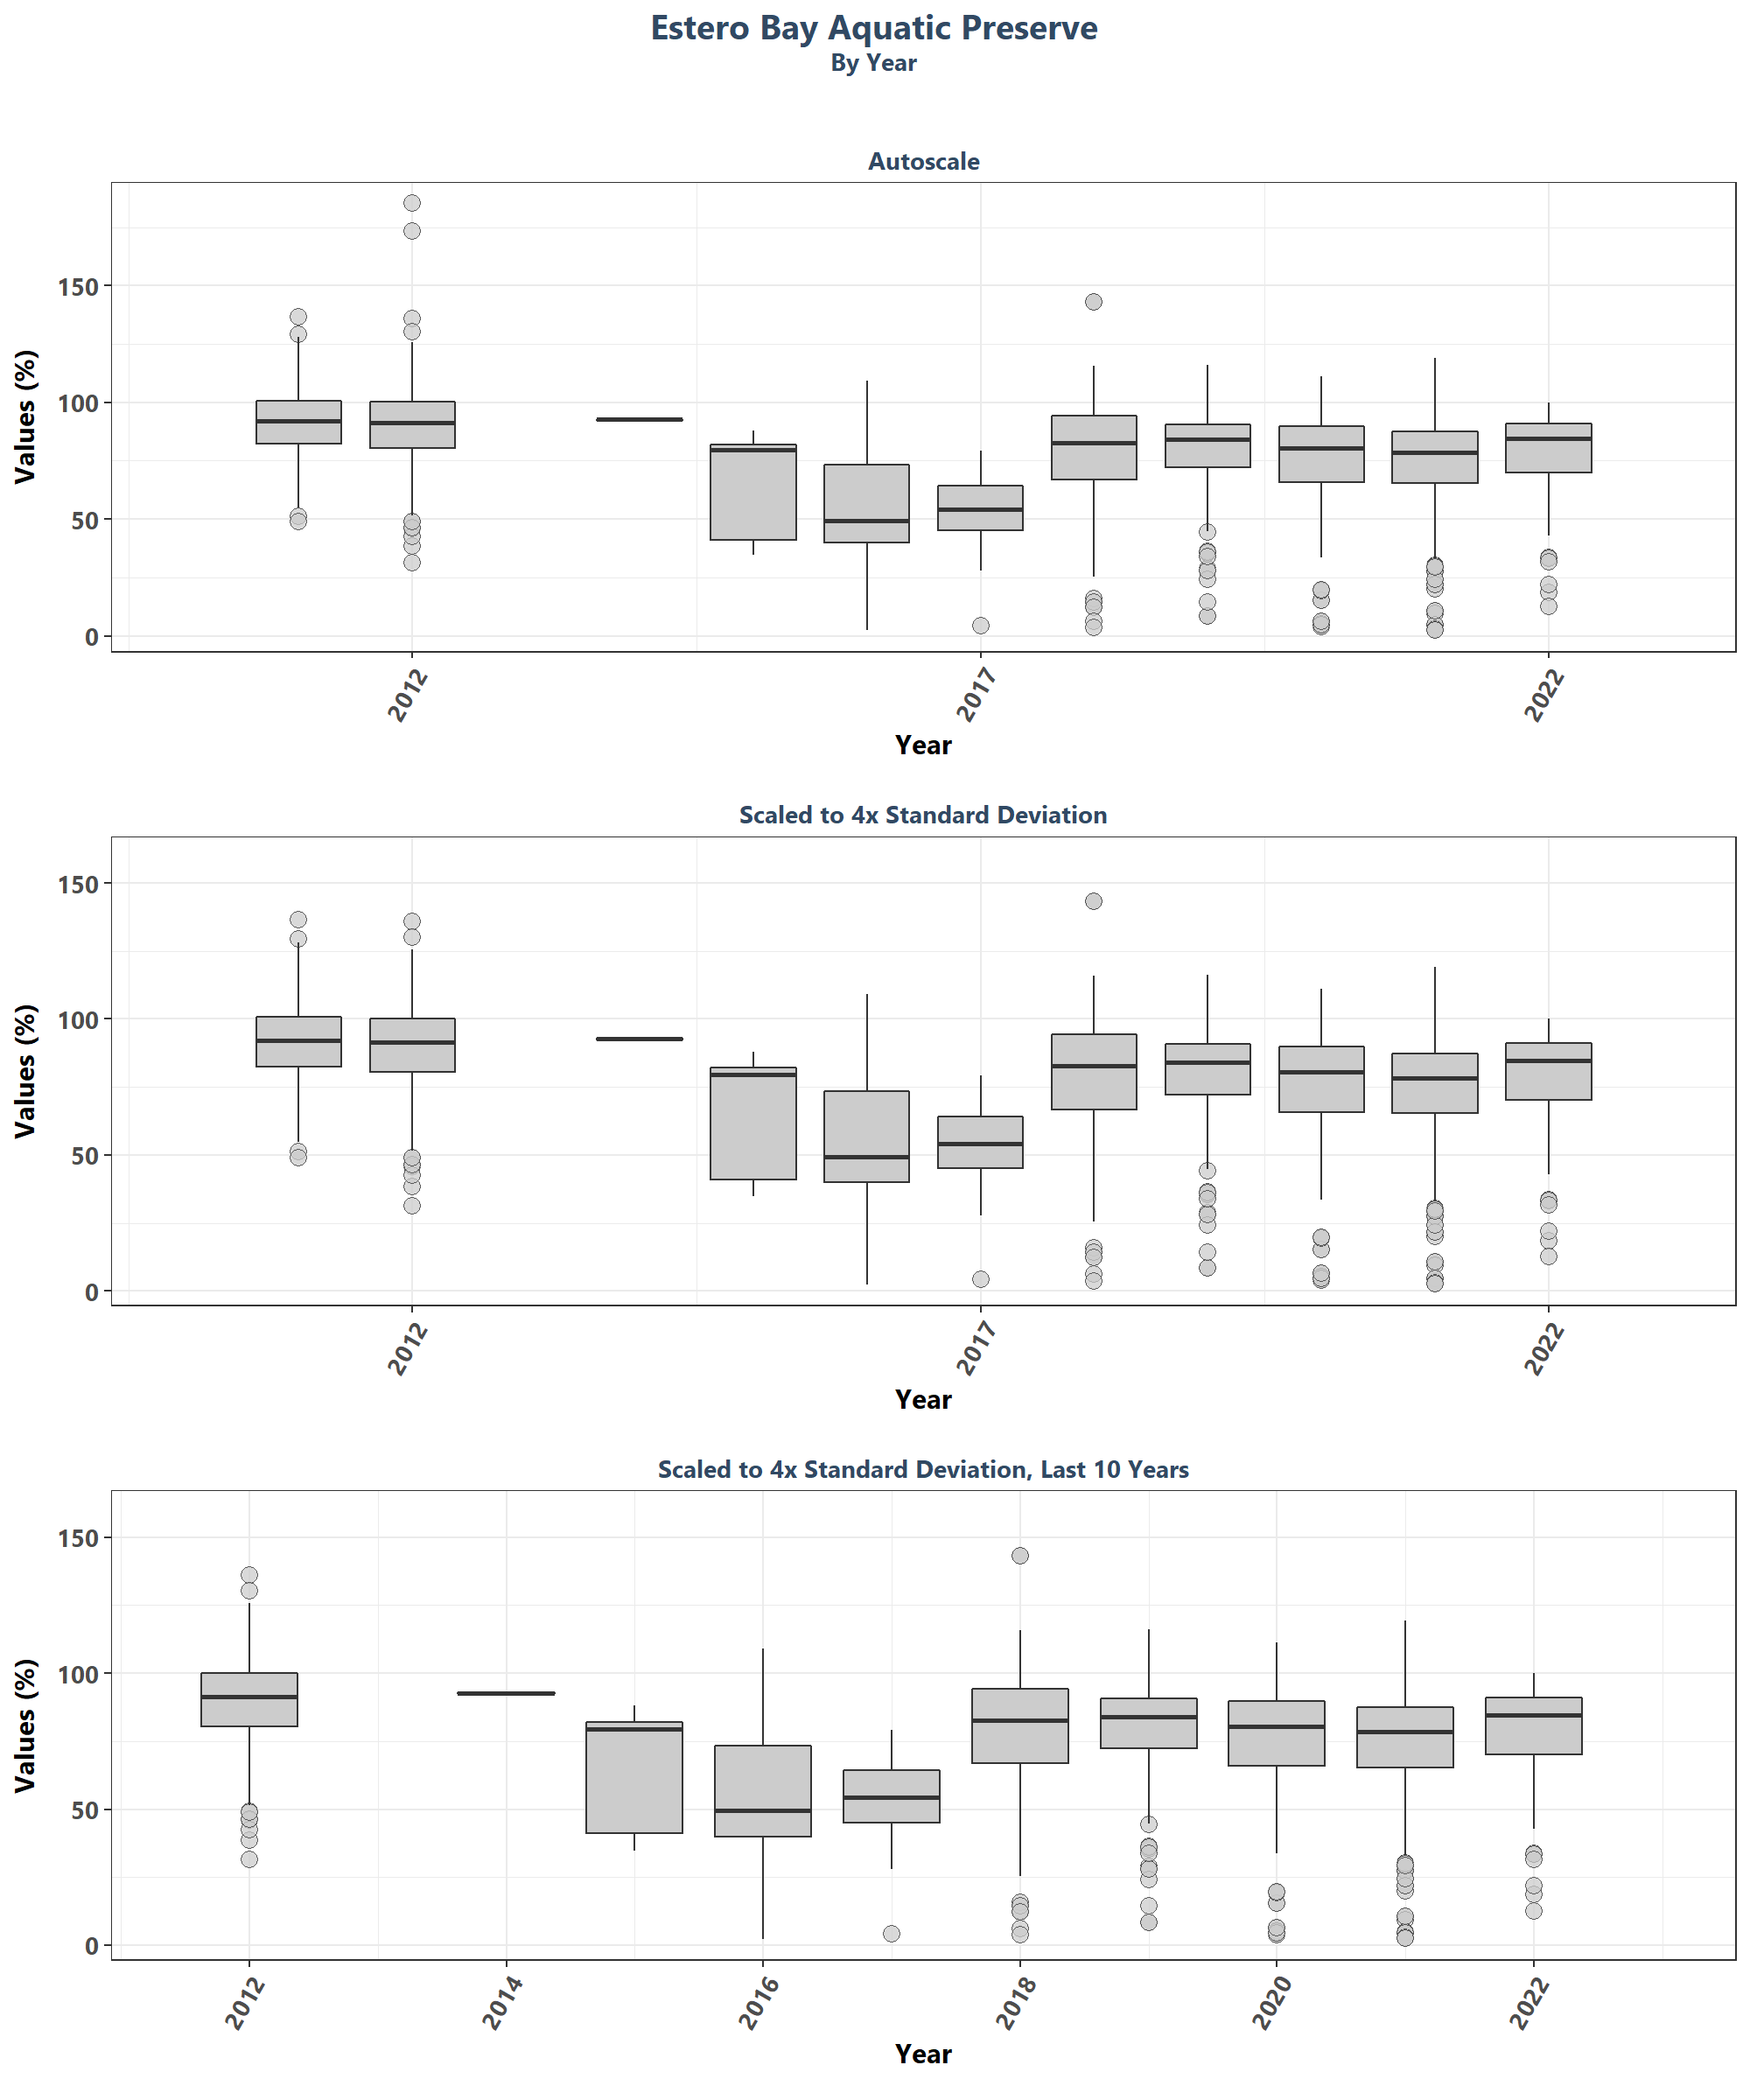 Estero Bay Aquatic Preserve
By Year
Autoscale
Values (%)
150
100
50
0
2012
2017
2022
Year
Scaled to 4x Standard Deviation
Values (%)
150
100
50
0
2012
2017
2022
Year
Scaled to 4x Standard Deviation, Last 10 Years
Values (%)
150
100
50
0
2012
2014
2016
2018
2020
2022
Year